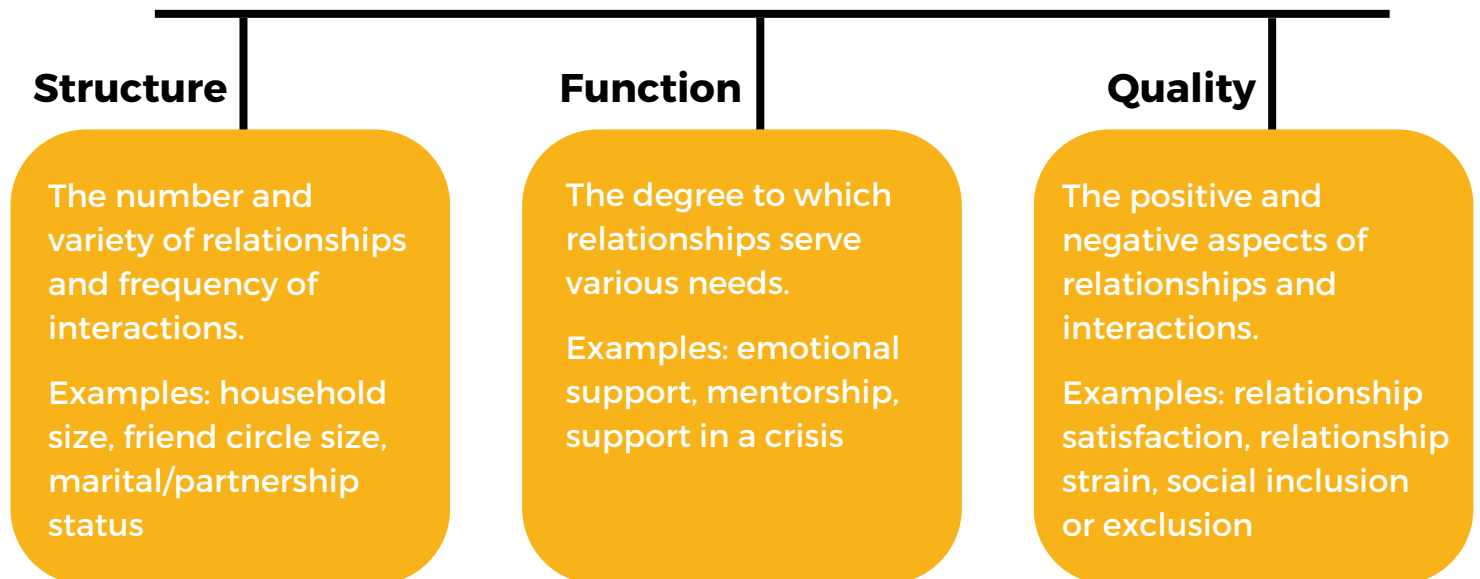 Structure
The number and
variety of relationships
and frequency of
interactions.
Examples: household
size, friend circle size,
marital/partnership
status
Function
The degree to which
relationships serve
various needs.
Examples: emotional
support, mentorship,
support in a crisis
Quality
The positive and
negative aspects of
relationships and
interactions.
Examples: relationship
satisfaction, relationship
strain, social inclusion
or exclusion